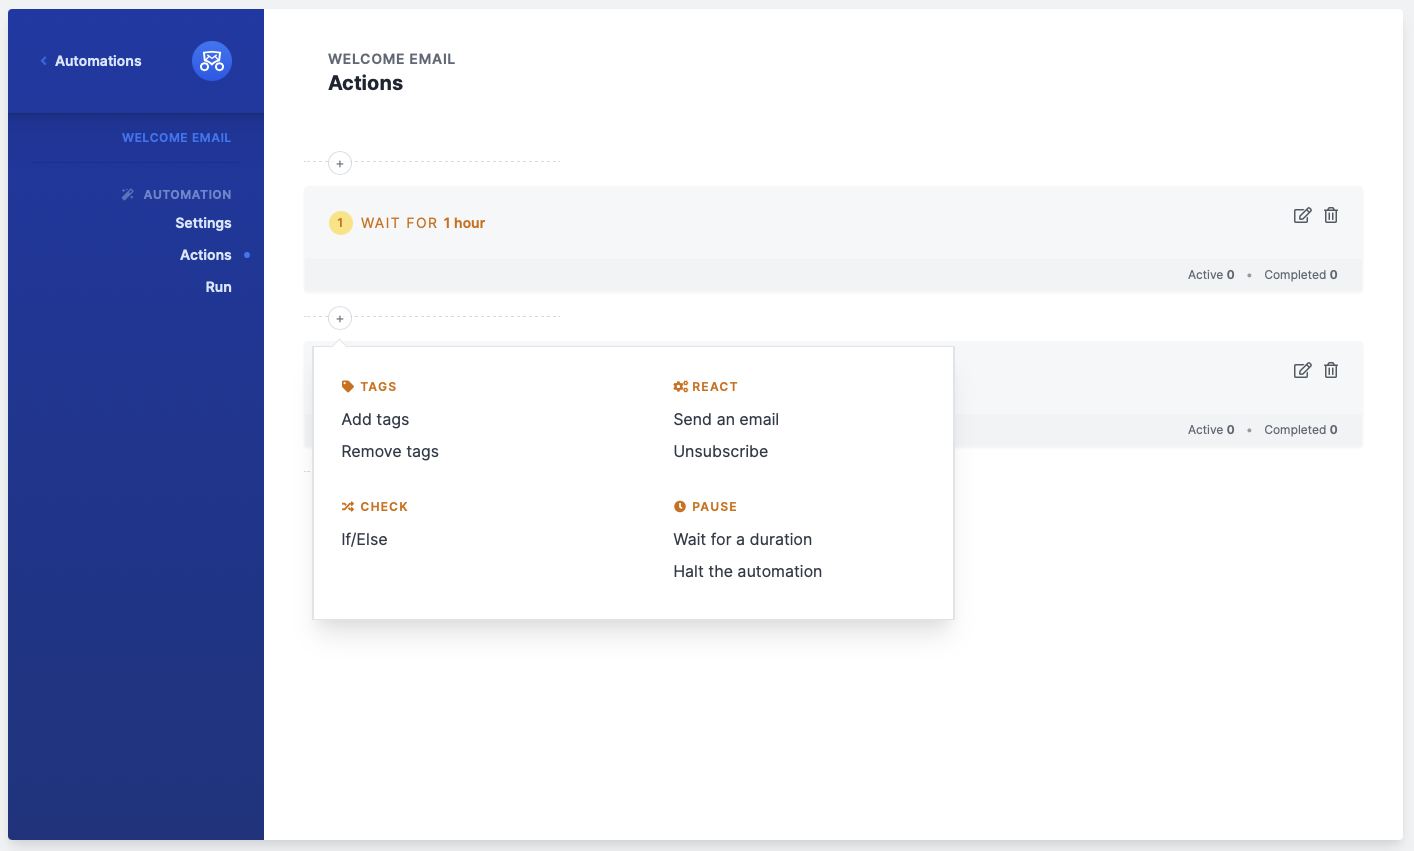 Automations
WELCOME EMAIL
AUTOMATION
Settings
Actions
Run
WELCOME EMAIL
Actions
+
1 WAIT FOR 1 hour
Active 0 • Completed 0
+
TAGS
Add tags
Remove tags
REACT
Send an email
Unsubscribe
CHECK
If/Else
PAUSE
Wait for a duration
Halt the automation
Active 0 • Completed 0